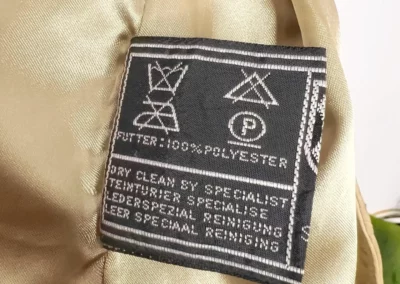 P
FUTTER:100%POLYESTER
DRY CLEAN BY SPECIALIST
TEINTURIER SPECIALISE
LEDERSPEZIAL REINIGUNG
LEER SPECIAAL REINIGING